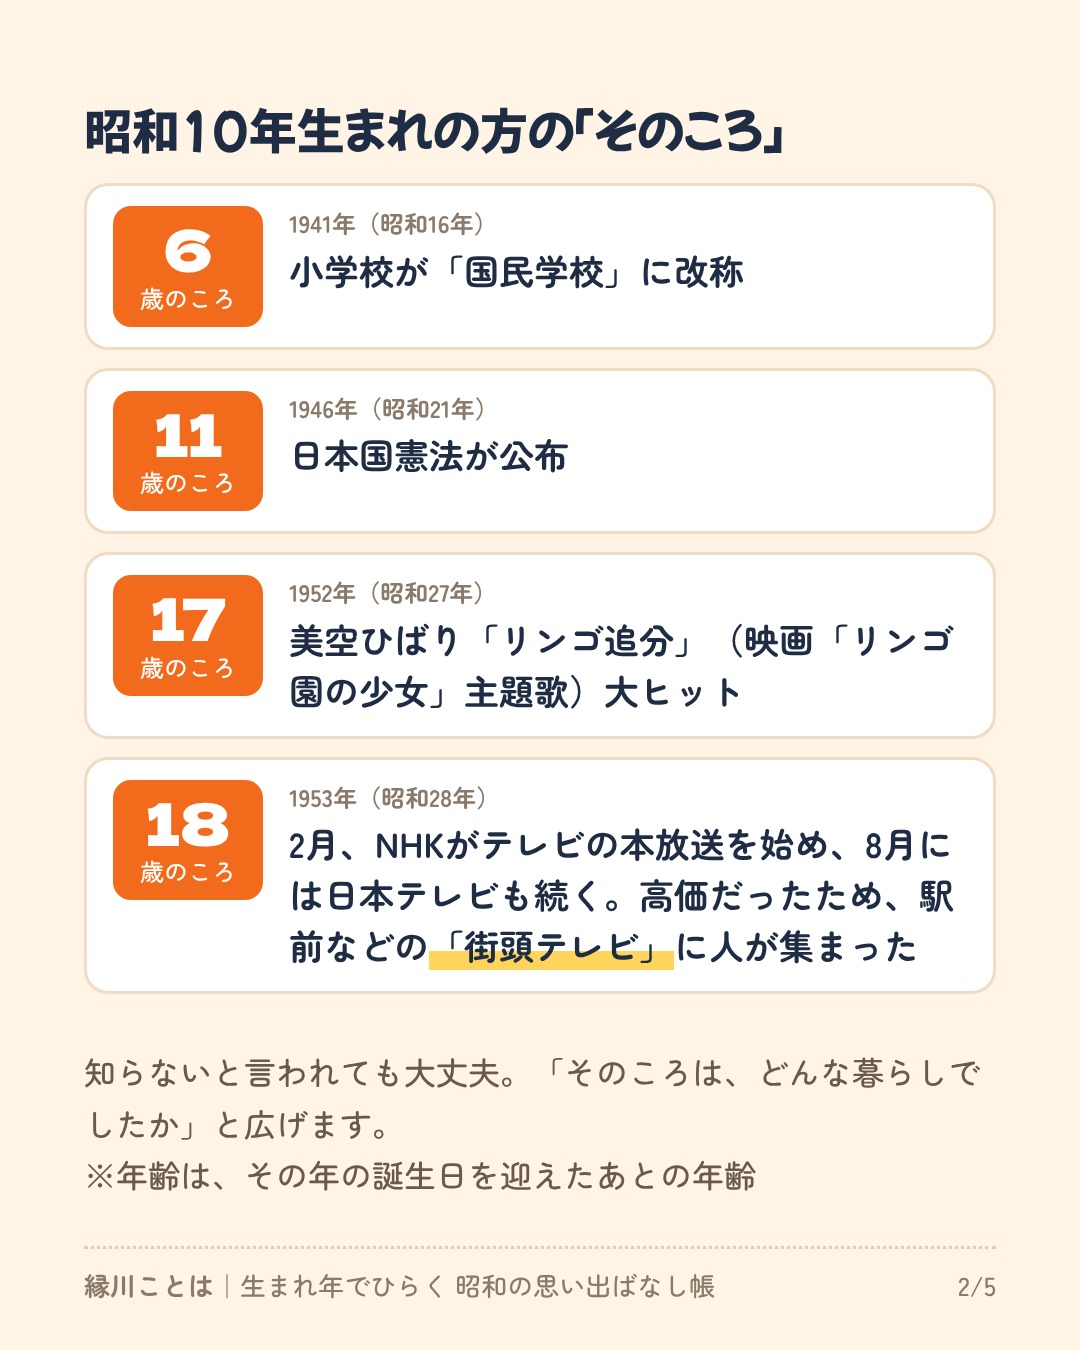 昭和10年生まれの方の「そのころ」
6
歳のころ
1941年（昭和16年）
小学校が「国民学校」に改称
11
歳のころ
1946年（昭和21年）
日本国憲法が公布
17
歳のころ
1952年（昭和27年）
美空ひばり「リンゴ追分」（映画「リンゴ
園の少女」主題歌）大ヒット
18
歳のころ
1953年（昭和28年）
2月、NHKがテレビの本放送を始め、8月に
は日本テレビも続く。高価だったため、駅
前などの「街頭テレビ」に人が集まった
知らないと言われても大丈夫。「そのころは、どんな暮らしで
したか」と広げます。
※年齢は、その年の誕生日を迎えたあとの年齢
縁川ことは｜生まれ年でひらく 昭和の思い出ばなし帳
2/5